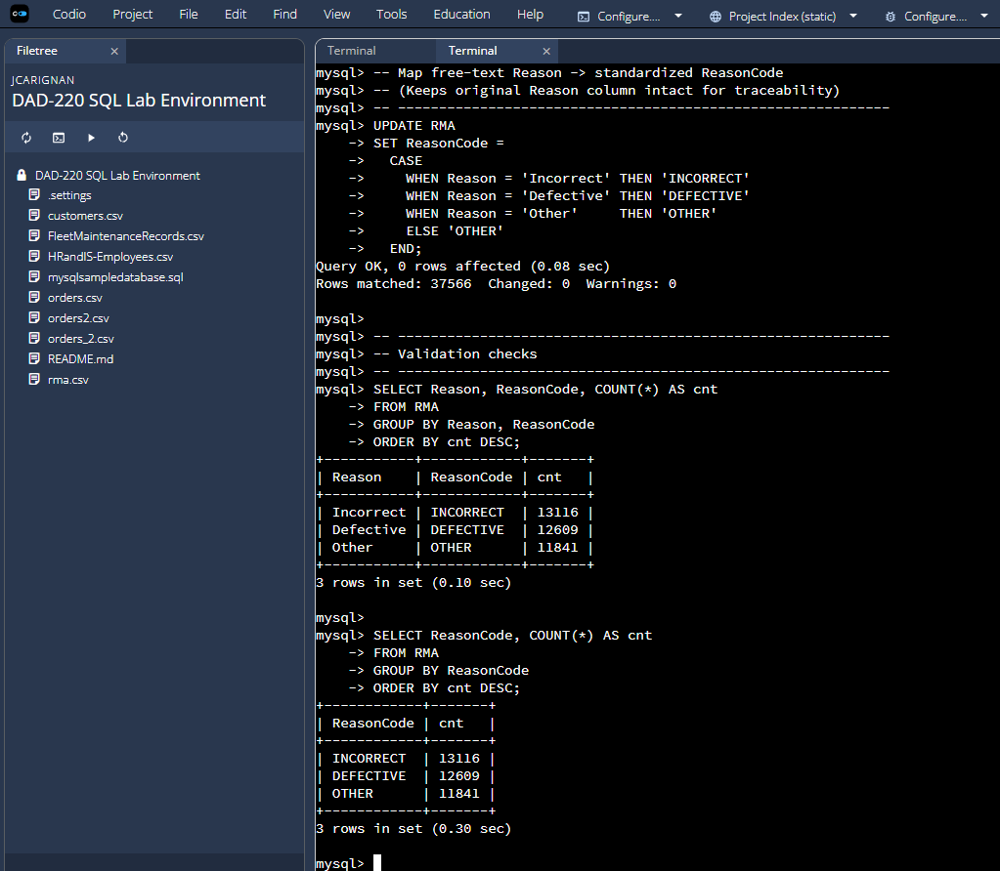 Codio Project File Edit Find View Tools Education Help Configure.... Project Index (static) Configure....
Filetree ×
JCARIGNAN
DAD-220 SQL Lab Environment
DAD-220 SQL Lab Environment
.settings
customers.csv
FleetMaintenanceRecords.csv
HRandIS-Employees.csv
mysqlsampledatabase.sql
orders.csv
orders2.csv
orders_2.csv
README.md
rma.csv
Terminal Terminal ×
mysql> -- Map free-text Reason -> standardized ReasonCode
mysql> -- (Keeps original Reason column intact for traceability)
mysql> -- ------------------------------------------------------------
mysql> UPDATE RMA
    -> SET ReasonCode =
    ->   CASE
    ->     WHEN Reason = 'Incorrect' THEN 'INCORRECT'
    ->     WHEN Reason = 'Defective' THEN 'DEFECTIVE'
    ->     WHEN Reason = 'Other'     THEN 'OTHER'
    ->     ELSE 'OTHER'
    ->   END;
Query OK, 0 rows affected (0.08 sec)
Rows matched: 37566  Changed: 0  Warnings: 0
mysql>
mysql> -- ------------------------------------------------------------
mysql> -- Validation checks
mysql> -- ------------------------------------------------------------
mysql> SELECT Reason, ReasonCode, COUNT(*) AS cnt
    -> FROM RMA
    -> GROUP BY Reason, ReasonCode
    -> ORDER BY cnt DESC;
+-----------+------------+-------+
| Reason    | ReasonCode | cnt   |
+-----------+------------+-------+
| Incorrect | INCORRECT  | 13116 |
| Defective | DEFECTIVE  | 12609 |
| Other     | OTHER      | 11841 |
+-----------+------------+-------+
3 rows in set (0.10 sec)
mysql>
mysql> SELECT ReasonCode, COUNT(*) AS cnt
    -> FROM RMA
    -> GROUP BY ReasonCode
    -> ORDER BY cnt DESC;
+------------+-------+
| ReasonCode | cnt   |
+------------+-------+
| INCORRECT  | 13116 |
| DEFECTIVE  | 12609 |
| OTHER      | 11841 |
+------------+-------+
3 rows in set (0.30 sec)
mysql>